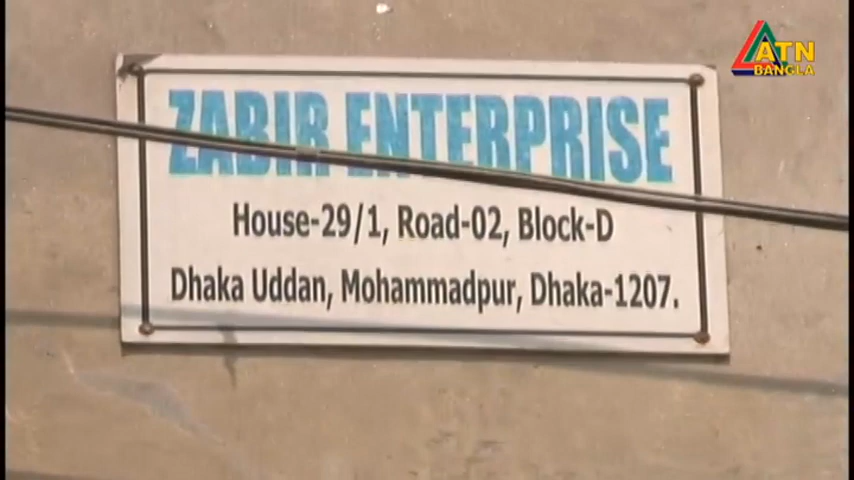 ATN
BANGLA
ZABIR ENTERPRISE
House-29/1, Road-02, Block-D
Dhaka Uddan, Mohammadpur, Dhaka-1207.